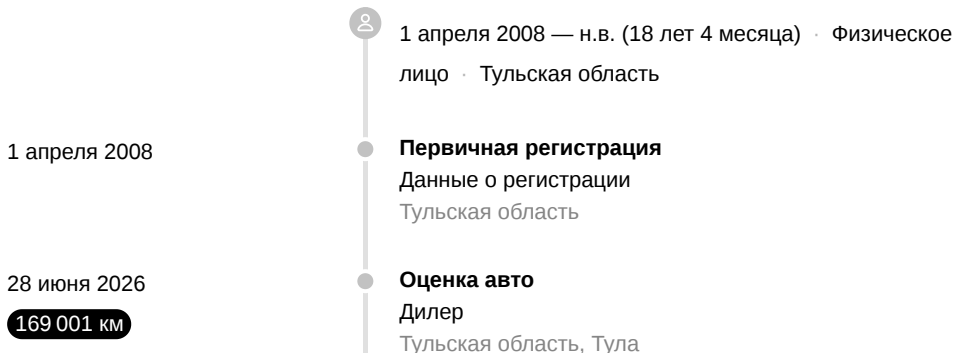 1 апреля 2008 — н.в. (18 лет 4 месяца) · Физическое
лицо · Тульская область
1 апреля 2008
Первичная регистрация
Данные о регистрации
Тульская область
28 июня 2026
169 001 км
Оценка авто
Дилер
Тульская область, Тула